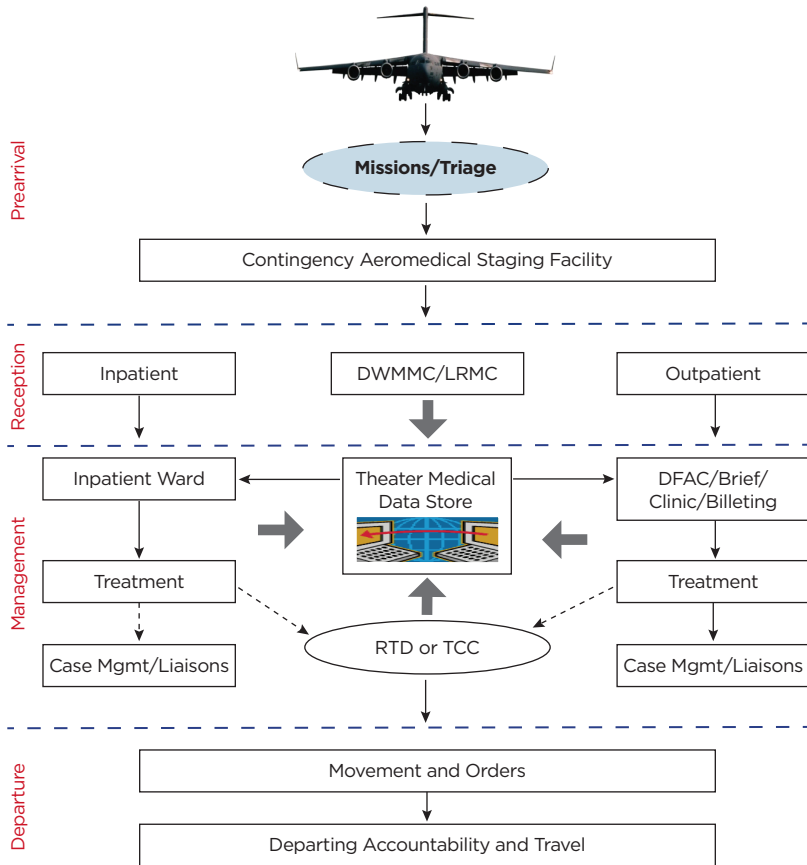 Prearrival
Missions/Triage
Contingency Aeromedical Staging Facility
Reception
Inpatient
DWMMC/LRMC
Outpatient
Management
Inpatient Ward
Theater Medical
Data Store
DFAC/Brief/
Clinic/Billeting
Treatment
Treatment
Case Mgmt/Liaisons
RTD or TCC
Case Mgmt/Liaisons
Departure
Movement and Orders
Departing Accountability and Travel